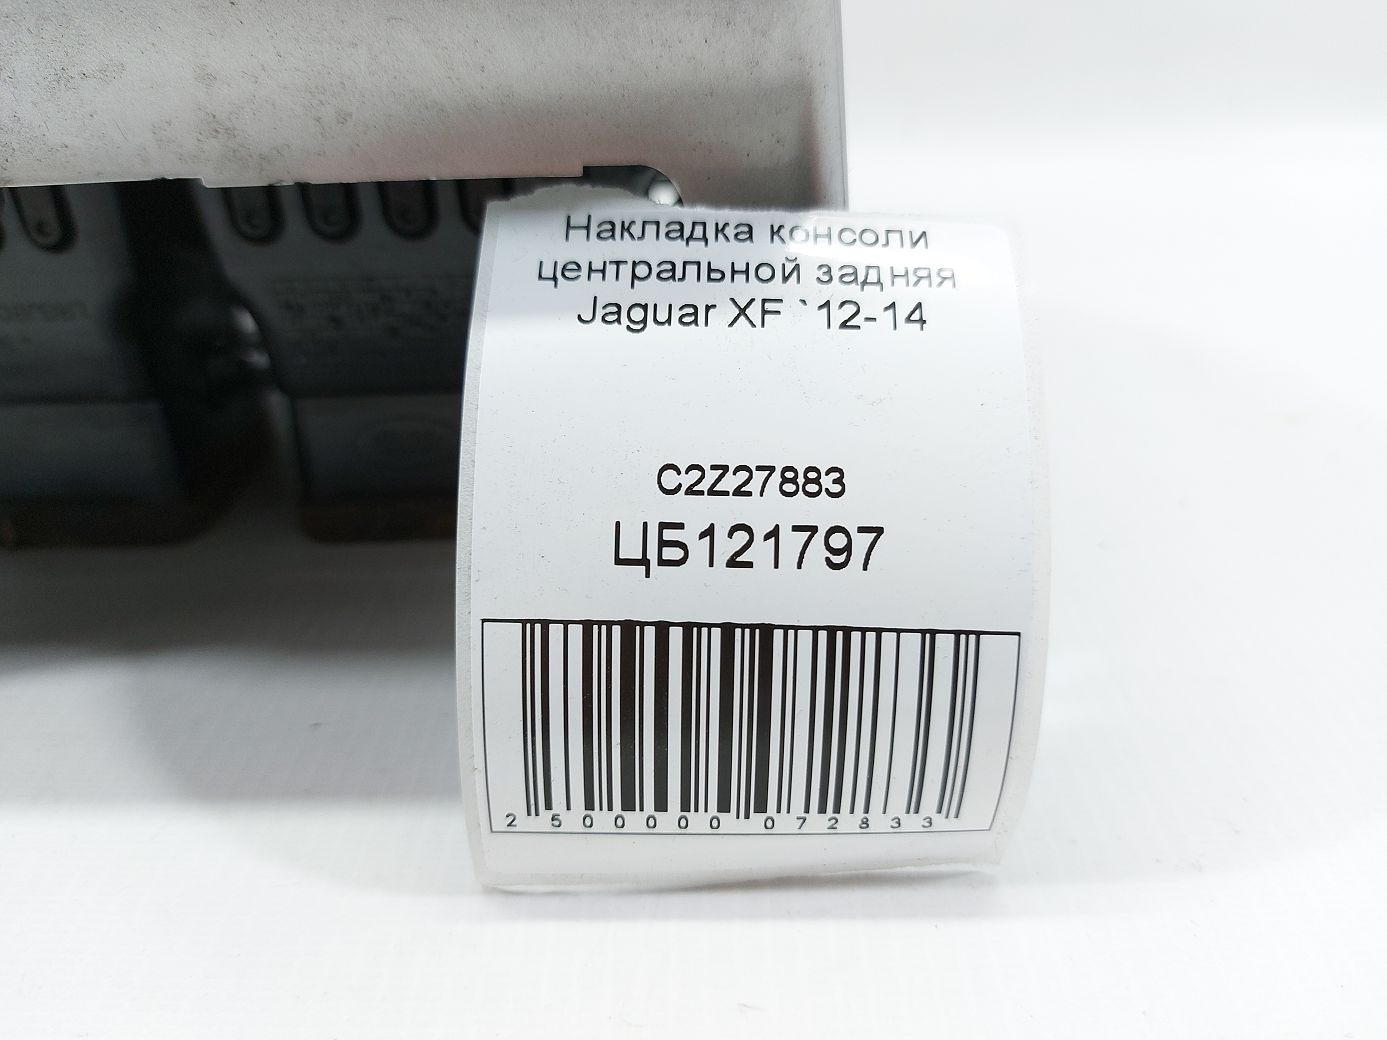 Накладка консоли
центральной задняя
Jaguar XF `12-14
C2Z27883
ЦБ121797
2 500000 072833